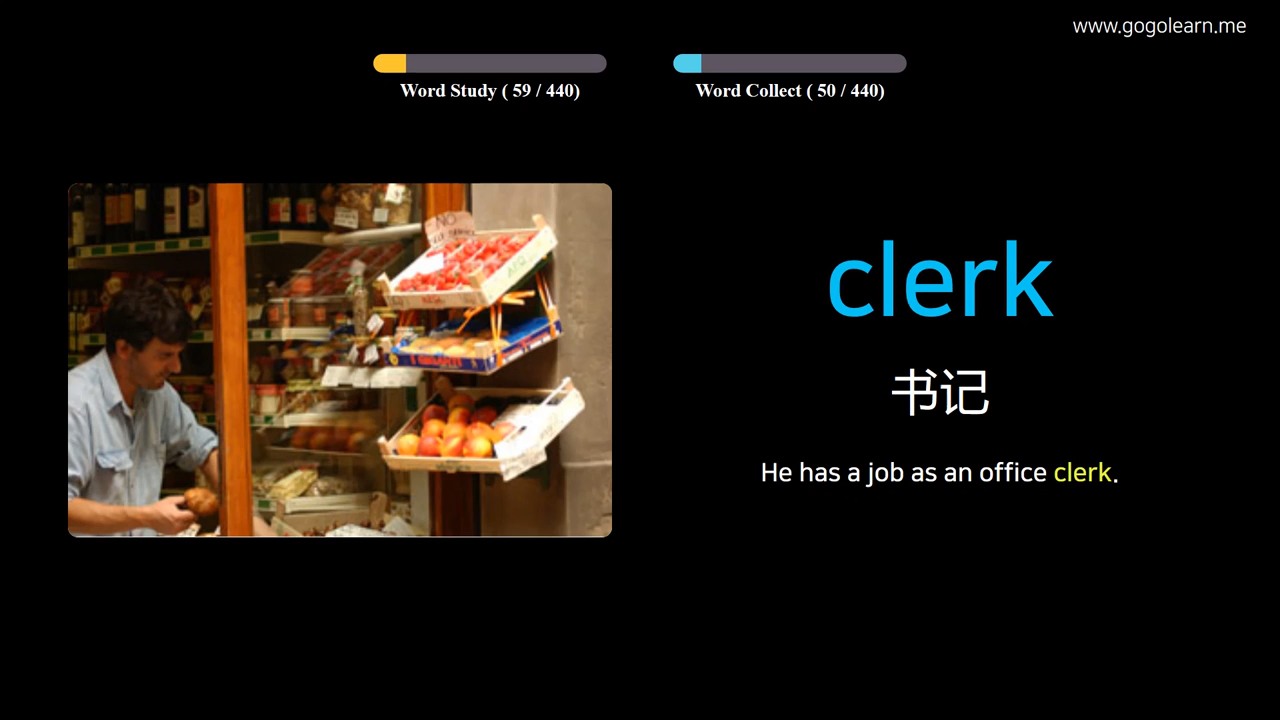 www.gogolearn.me
Word Study ( 59 / 440)
Word Collect ( 50 / 440)
NO
clerk
书记
He has a job as an office clerk.